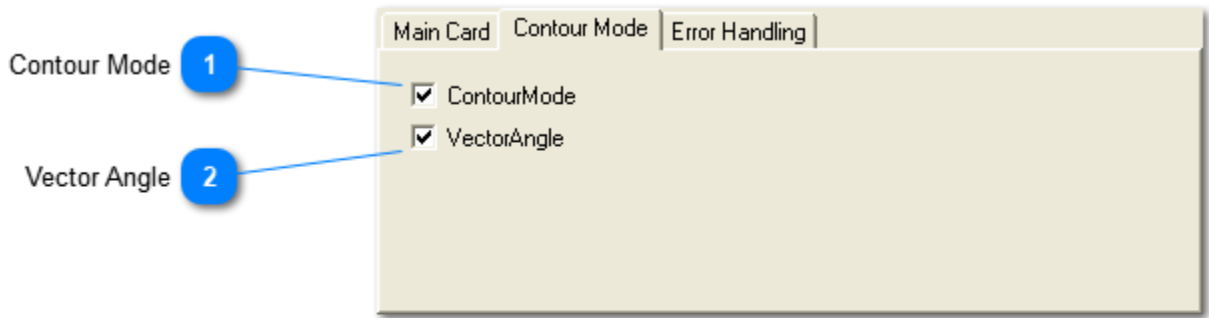 Main Card Contour Mode Error Handling
Contour Mode 1
ContourMode
VectorAngle
Vector Angle 2